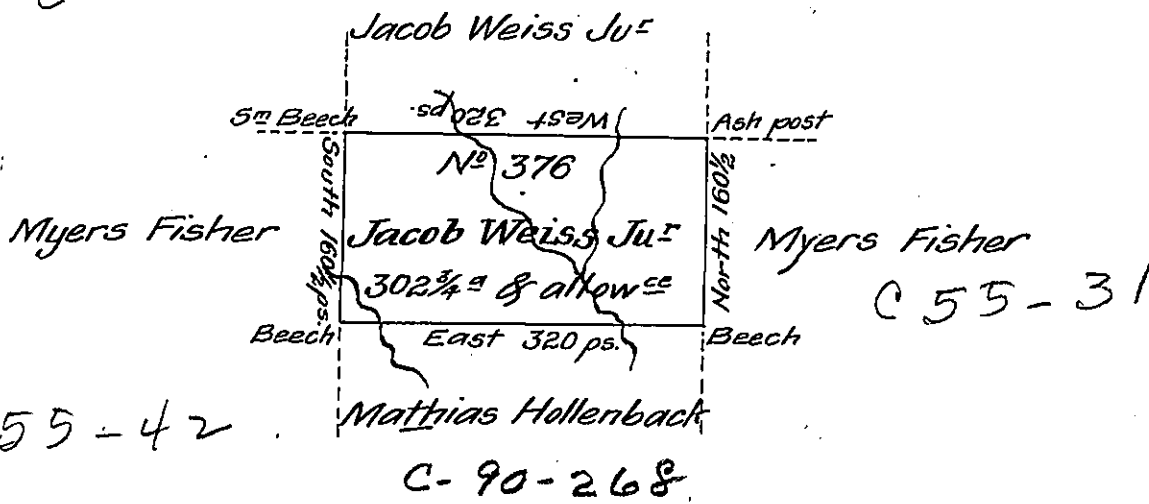 Jacob Weiss Jur
Sm Beech
West 320 ps.
Ash post
No 376
South 160½ ps.
North 160½
Myers Fisher
Jacob Weiss Jur
Myers Fisher
302¾ a & allowce
C 55-31
Beech
East 320 ps.
Beech
55-42
Mathias Hollenback
C-90-268